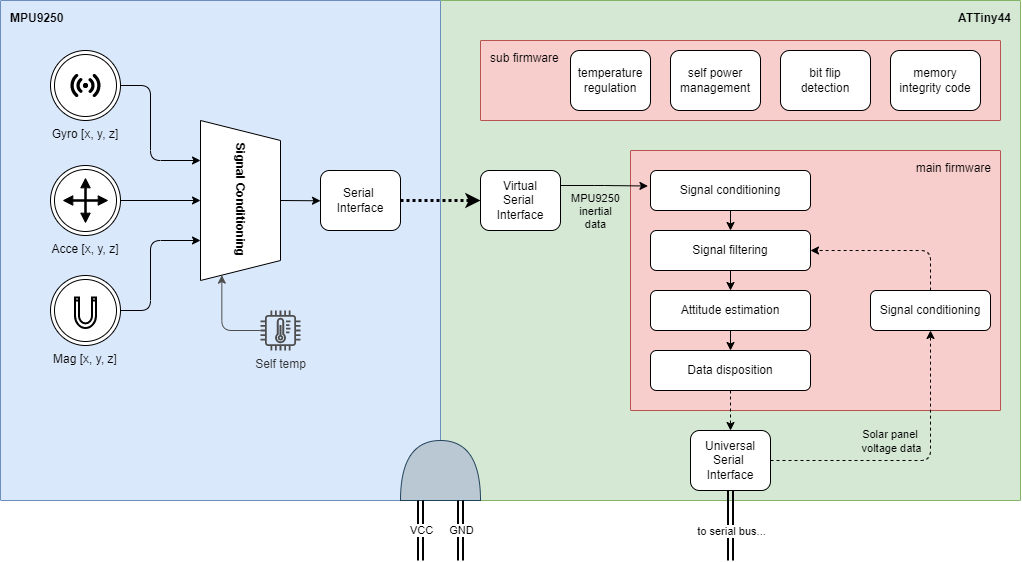 MPU9250
ATTiny44
sub firmware
temperature
regulation
self power
management
bit flip
detection
memory
integrity code
Gyro [x, y, z]
Acce [x, y, z]
Mag [x, y, z]
Signal Conditioning
Self temp
Serial
Interface
Virtual
Serial
Interface
MPU9250
inertial
data
main firmware
Signal conditioning
Signal filtering
Attitude estimation
Data disposition
Signal conditioning
Solar panel
voltage data
Universal
Serial
Interface
VCC
GND
to serial bus...